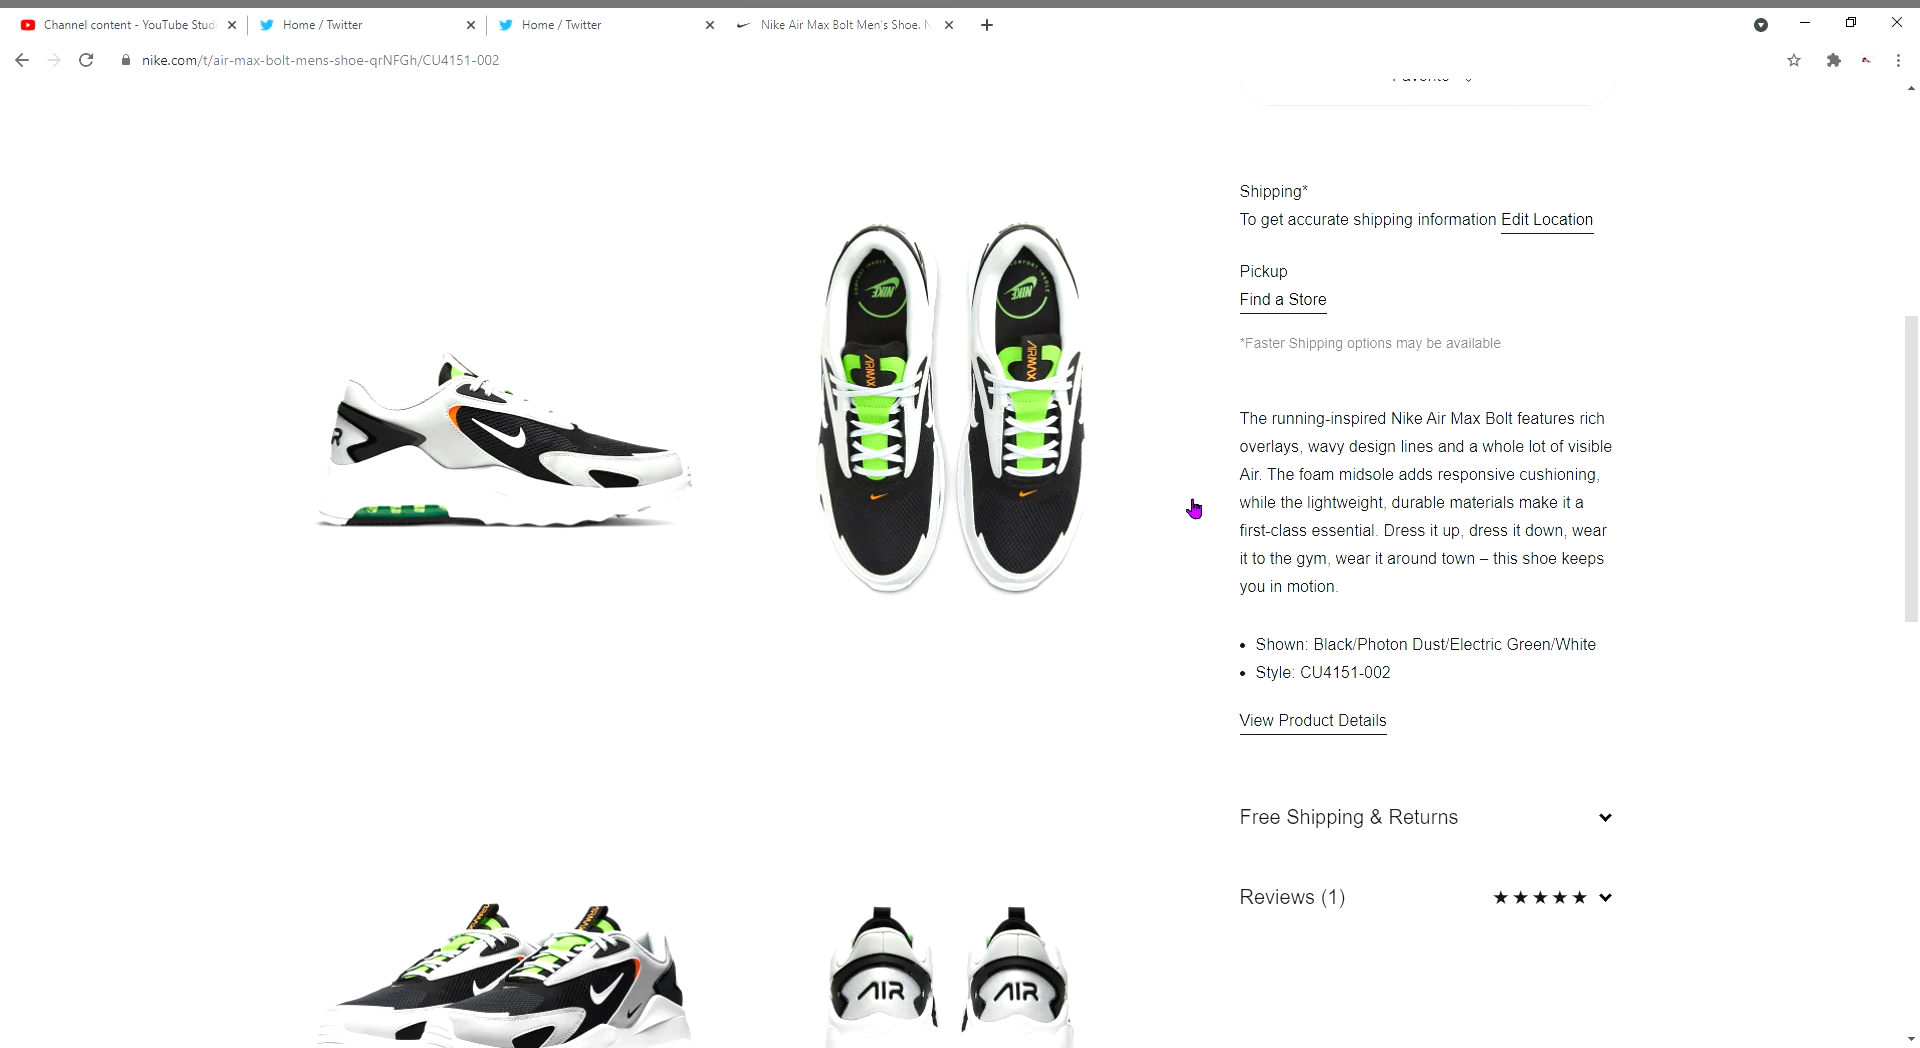 Channel content - YouTube Stud
Home / Twitter
Home / Twitter
Nike Air Max Bolt Men's Shoe.
nike.com/t/air-max-bolt-mens-shoe-qrNFGh/CU4151-002
Favorite
Shipping*
To get accurate shipping information Edit Location
Pickup
Find a Store
*Faster Shipping options may be available
The running-inspired Nike Air Max Bolt features rich
overlays, wavy design lines and a whole lot of visible
Air. The foam midsole adds responsive cushioning,
while the lightweight, durable materials make it a
first-class essential. Dress it up, dress it down, wear
it to the gym, wear it around town – this shoe keeps
you in motion.
• Shown: Black/Photon Dust/Electric Green/White
• Style: CU4151-002
View Product Details
Free Shipping & Returns
Reviews (1)
NIKE
NIKE
AIRMAX
AIRMAX
AIR
AIR